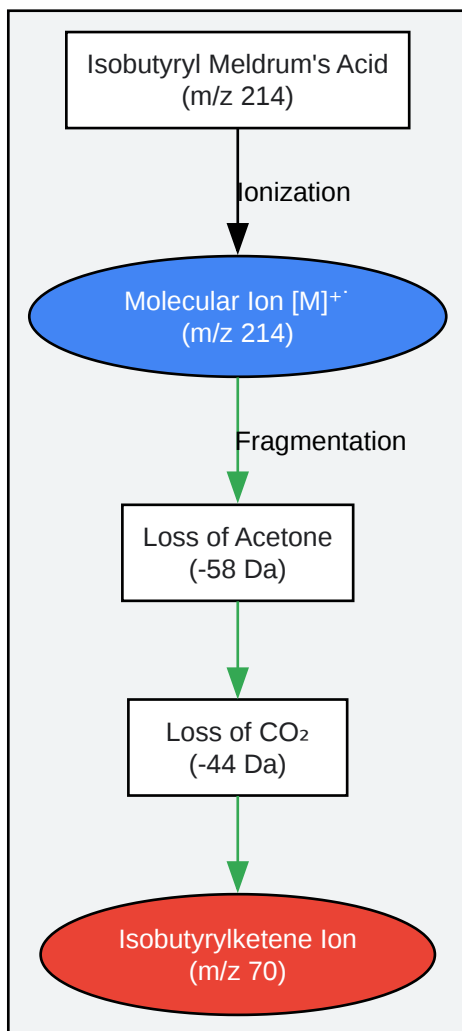 Isobutyryl Meldrum's Acid
(m/z 214)
Ionization
Molecular Ion [M]⁺˙
(m/z 214)
Fragmentation
Loss of Acetone
(-58 Da)
Loss of CO₂
(-44 Da)
Isobutyrylketene Ion
(m/z 70)